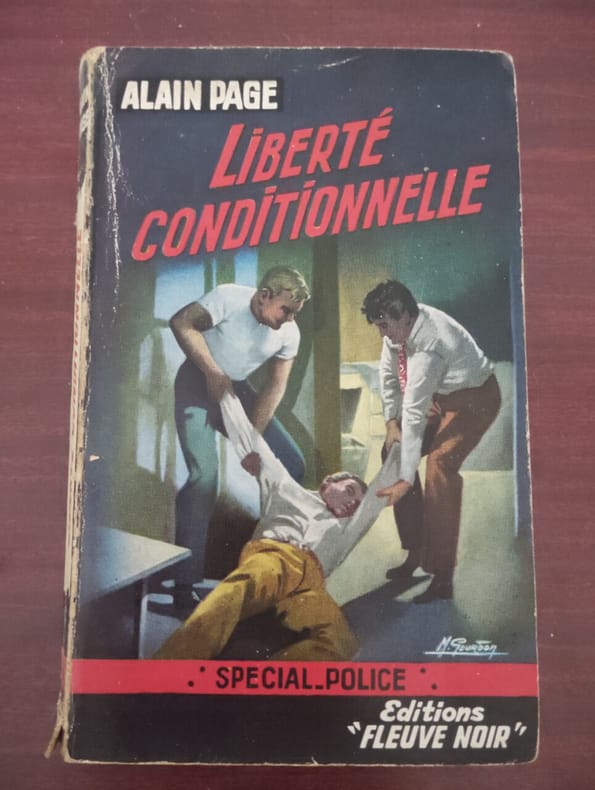 ALAIN PAGE
LIBERTÉ
CONDITIONNELLE
M. GOURDON
SPECIAL_POLICE
Editions
"FLEUVE NOIR"